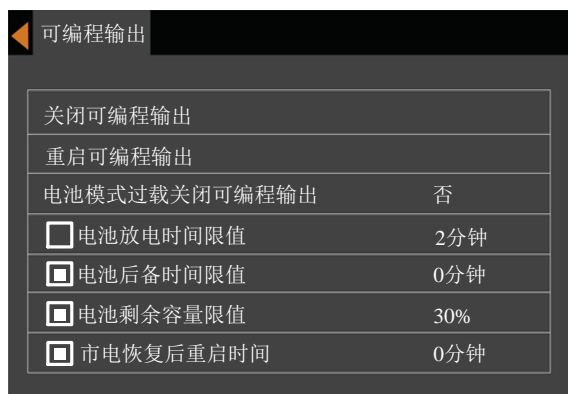 可编程输出
关闭可编程输出
重启可编程输出
电池模式过载关闭可编程输出 否
电池放电时间限值 2分钟
电池后备时间限值 0分钟
电池剩余容量限值 30%
市电恢复后重启时间 0分钟